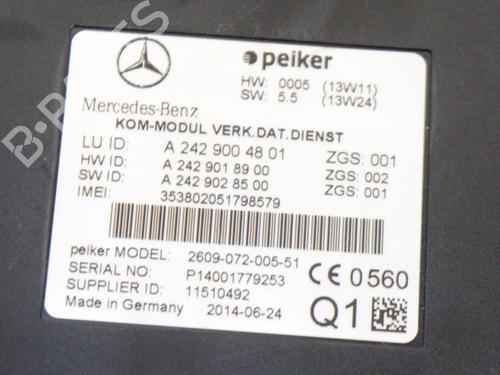 peiker
HW: 0005 (13W11)
SW: 5.5 (13W24)
Mercedes-Benz
KOM-MODUL VERK.DAT.DIENST
LU ID: A 242 900 48 01 ZGS: 001
HW ID: A 242 901 89 00 ZGS: 002
SW ID: A 242 902 85 00 ZGS: 001
IMEI: 353802051798579
peiker MODEL: 2609-072-005-51
SERIAL NO: P14001779253
SUPPLIER ID: 11510492
Made in Germany 2014-06-24
CE 0560
Q1